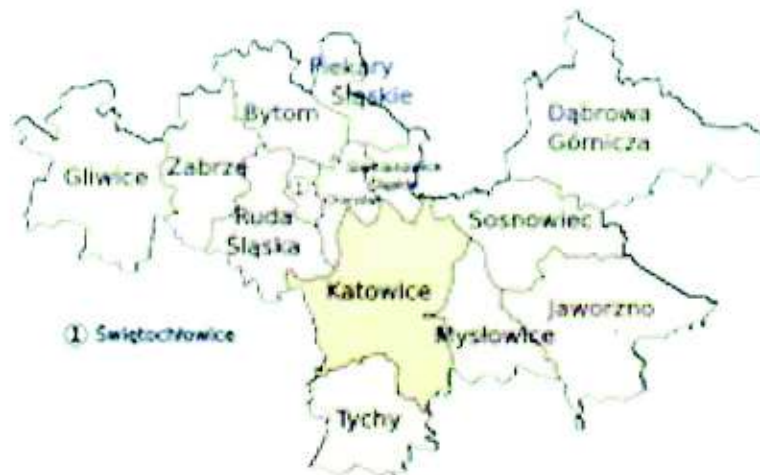 Piekary
Śląskie
Bytom
Dąbrowa
Górnicza
Gliwice
Zabrze
Ruda
Śląska
Sosnowiec
Katowice
Jaworzno
Mysłowice
① Świętochłowice
Tychy